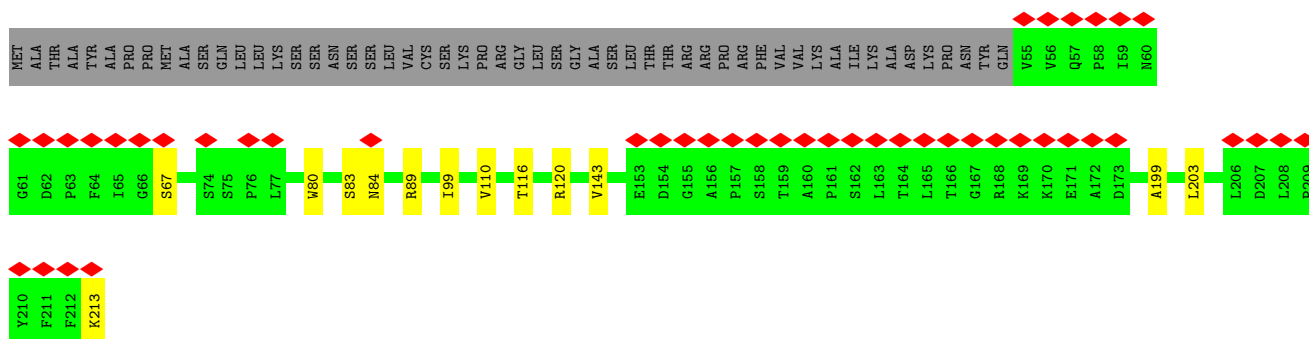 MET ALA THR ALA TYR ALA PRO PRO MET ALA SER GLN LEU LEU LYS SER SER ASN SER SER LEU VAL CYS SER LYS PRO ARG GLY LEU SER GLY ALA SER LEU THR THR ARG ARG PRO ARG PHE VAL VAL LYS ALA ILE LYS ALA ASP LYS PRO ASN TYR GLN V55 V56 Q57 P58 I59 N60
G61 D62 P63 F64 I65 G66 S67 S74 S75 P76 L77 W80 S83 N84 R89 I99 V110 T116 R120 V143 E153 D154 G155 A156 P157 S158 T159 A160 P161 S162 L163 T164 L165 T166 G167 R168 K169 K170 E171 A172 D173 A199 L203 L206 D207 L208
Y210 F211 F212 K213